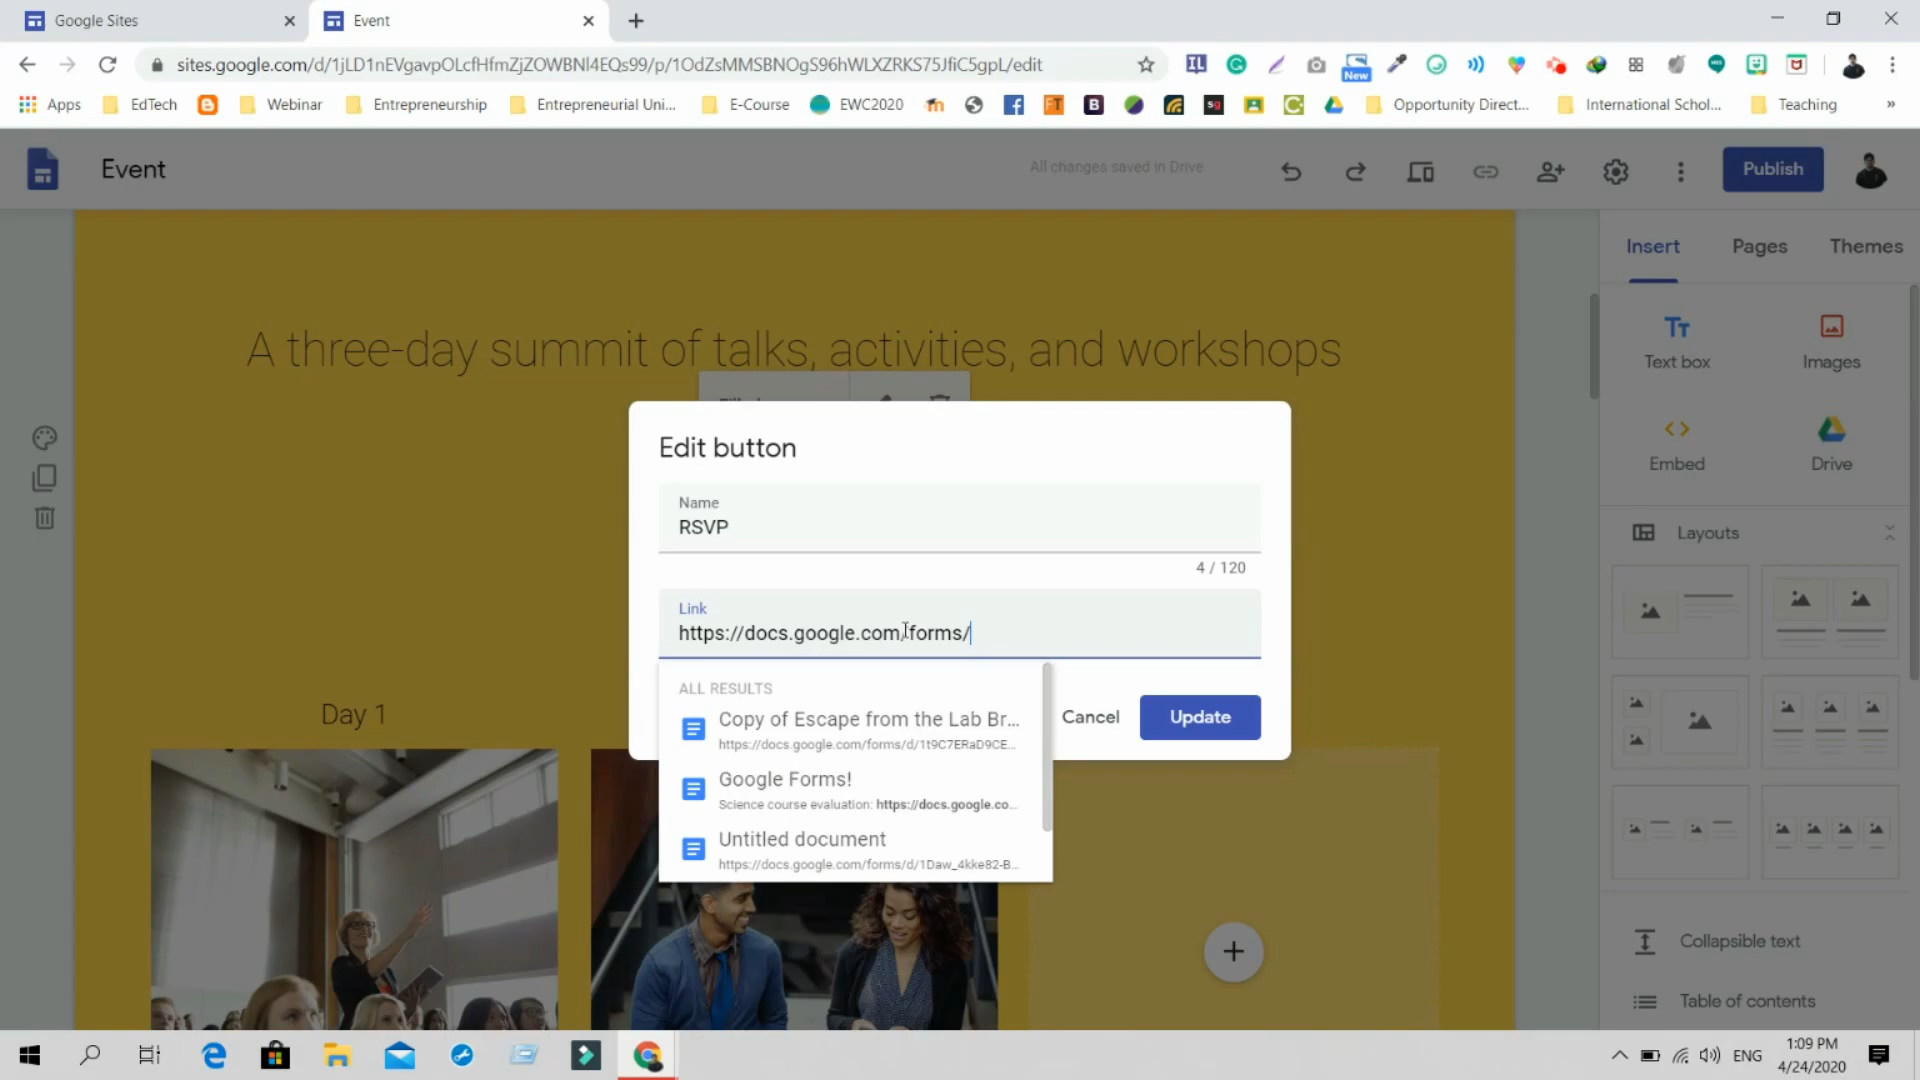 Google Sites
Event
sites.google.com/d/1jLD1nEVgavpOLcfHfmZjZOWBNl4EQs99/p/1OdZsMMSBNOgS96hWLXZRKS75JfiC5gpL/edit
New
Apps
EdTech
Webinar
Entrepreneurship
Entrepreneurial Uni...
E-Course
EWC2020
Opportunity Direct...
International Schol...
Teaching
»
Event
All changes saved in Drive
Publish
Insert
Pages
Themes
A three-day summit of talks, activities, and workshops
Text box
Images
Embed
Drive
Edit button
Name
RSVP
4 / 120
Link
https://docs.google.com/forms/
ALL RESULTS
Copy of Escape from the Lab Br...
https://docs.google.com/forms/d/1t9C7ERaD9CE...
Google Forms!
Science course evaluation: https://docs.google.co...
Untitled document
https://docs.google.com/forms/d/1Daw_4kke82-B...
Cancel
Update
Day 1
Layouts
Collapsible text
Table of contents
ENG
1:09 PM
4/24/2020